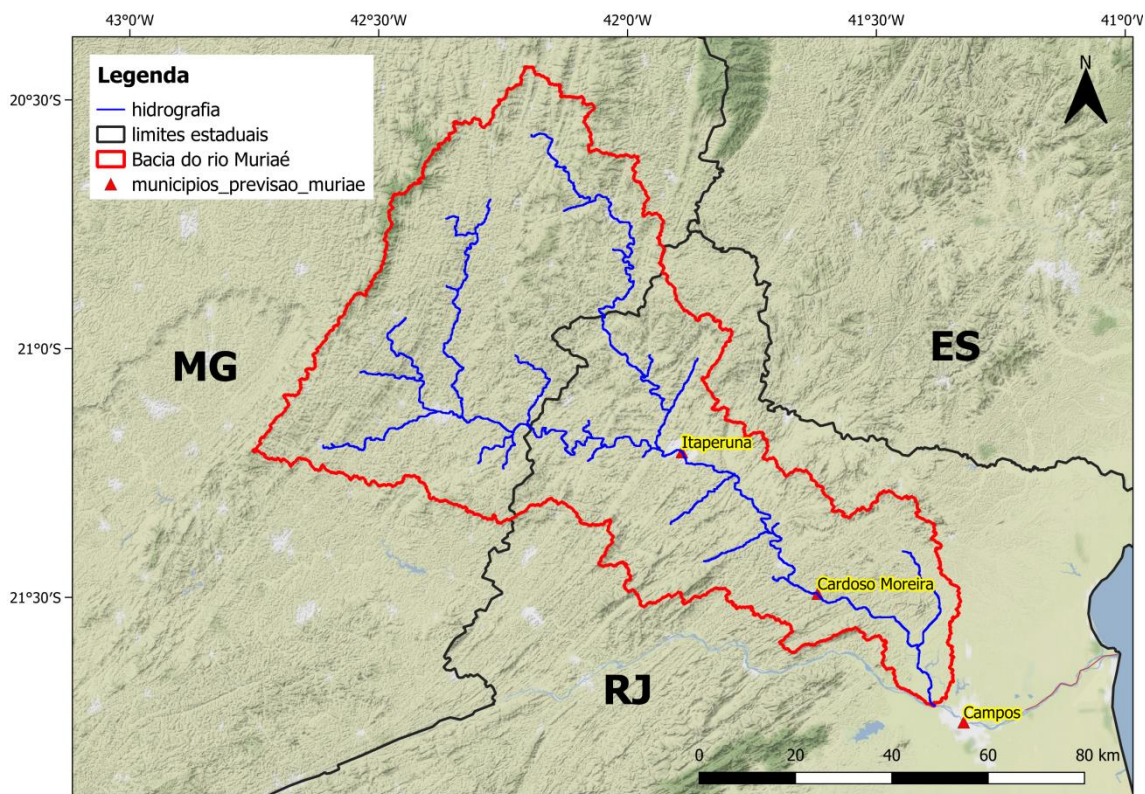 43°0'W 42°30'W 42°0'W 41°30'W 41°0'W
Legenda
hidrografia
limites estaduais
Bacia do rio Muriaé
municipios_previsao_muriae
N
20°30'S
21°0'S
21°30'S
MG
ES
RJ
Itaperuna
Cardoso Moreira
Campos
0 20 40 60 80 km